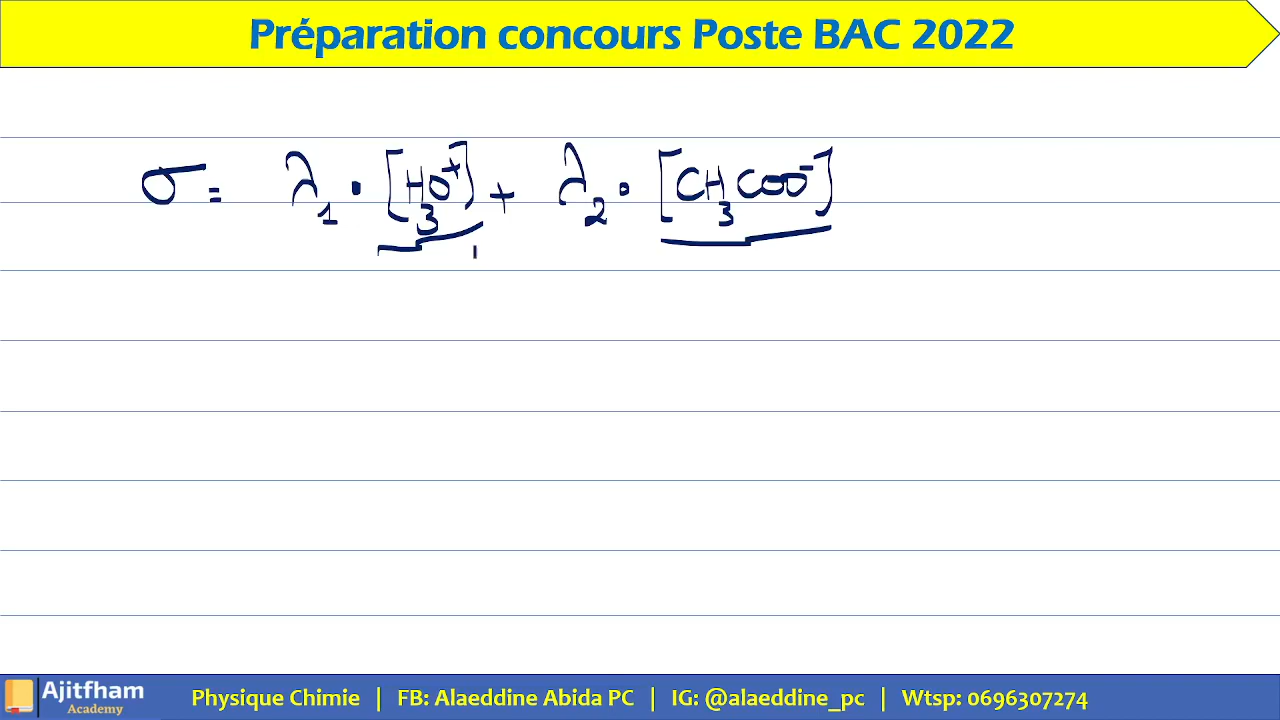 Préparation concours Poste BAC 2022
σ = λ₁ · [H₃O⁺] + λ₂ · [CH₃COO⁻]
Ajitfham
Academy
Physique Chimie | FB: Alaeddine Abida PC | IG: @alaeddine_pc | Wtsp: 0696307274